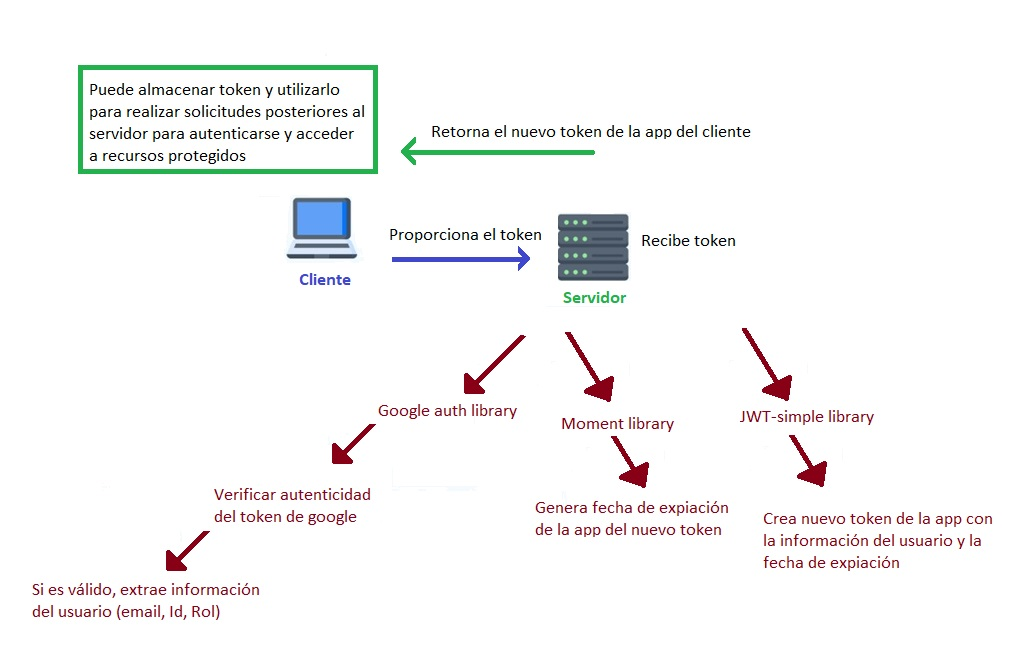 Puede almacenar token y utilizarlo
para realizar solicitudes posteriores al
servidor para autenticarse y acceder
a recursos protegidos
Retorna el nuevo token de la app del cliente
Proporciona el token
Recibe token
Cliente
Servidor
Google auth library
Moment library
JWT-simple library
Verificar autenticidad
del token de google
Genera fecha de expiación
de la app del nuevo token
Crea nuevo token de la app con
la información del usuario y la
fecha de expiación
Si es válido, extrae información
del usuario (email, Id, Rol)